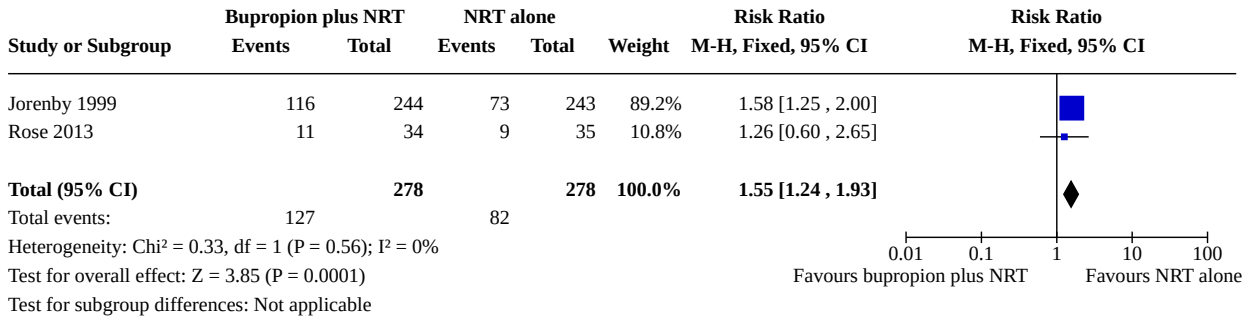 Bupropion plus NRT NRT alone Risk Ratio Risk Ratio
Study or Subgroup Events Total Events Total Weight M-H, Fixed, 95% CI M-H, Fixed, 95% CI
Jorenby 1999 116 244 73 243 89.2% 1.58 [1.25 , 2.00]
Rose 2013 11 34 9 35 10.8% 1.26 [0.60 , 2.65]
Total (95% CI) 278 278 100.0% 1.55 [1.24 , 1.93]
Total events: 127 82
Heterogeneity: Chi² = 0.33, df = 1 (P = 0.56); I² = 0%
0.01 0.1 1 10 100
Test for overall effect: Z = 3.85 (P = 0.0001) Favours bupropion plus NRT Favours NRT alone
Test for subgroup differences: Not applicable